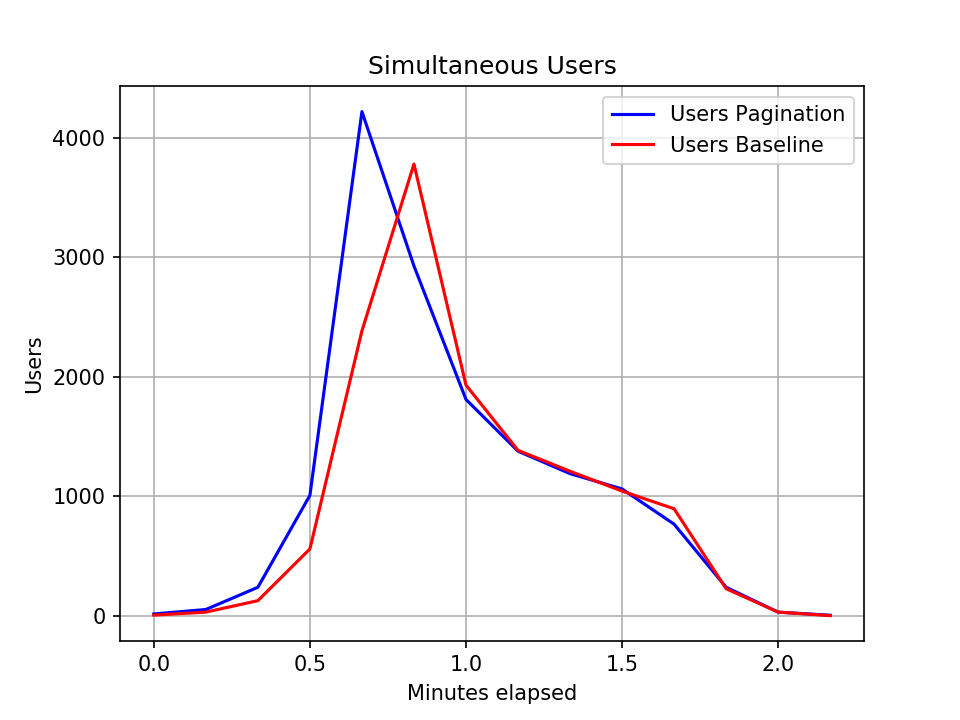 Simultaneous Users
Users Pagination
Users Baseline
4000
3000
2000
1000
0
Users
0.0 0.5 1.0 1.5 2.0
Minutes elapsed